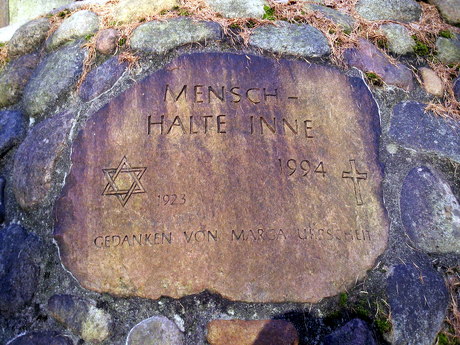 MENSCH-
HALTE INNE
1994
1923
GEDANKEN VON MARGA